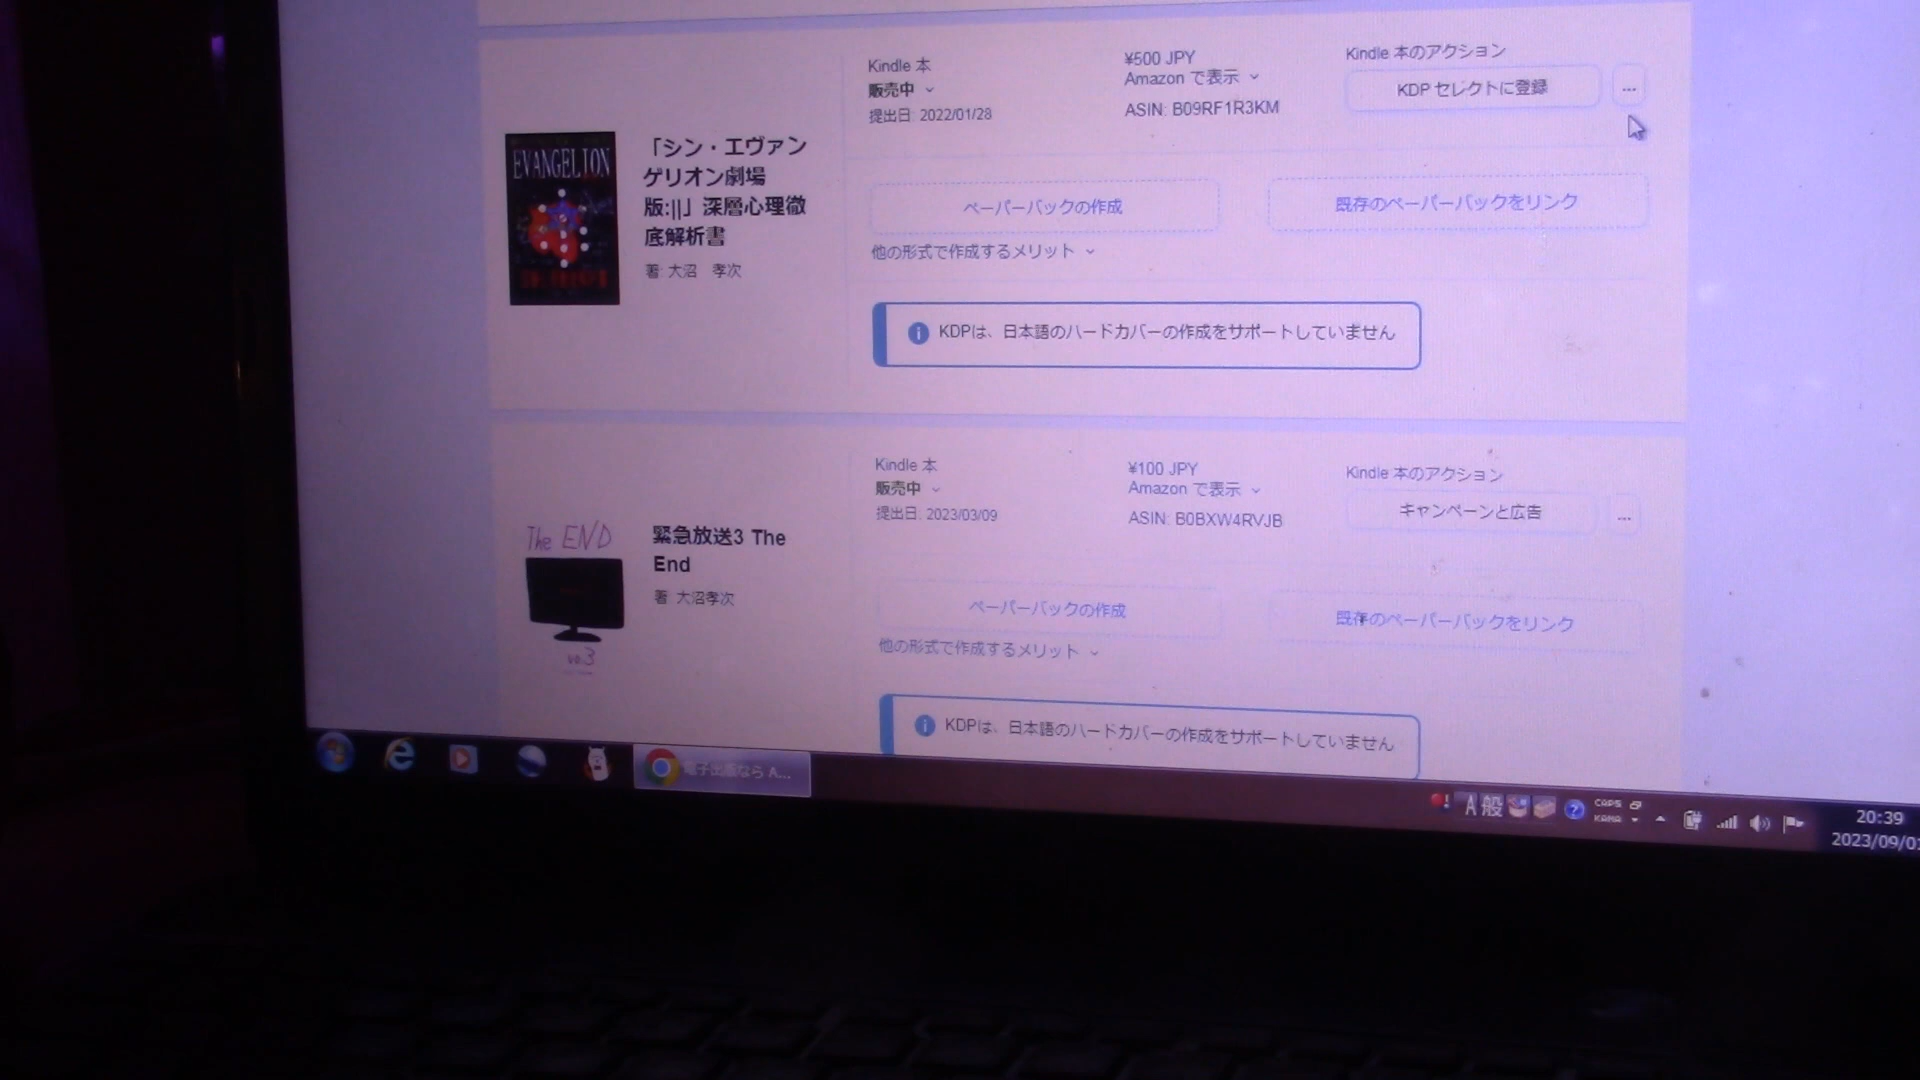 Kindle 本
販売中
提出日: 2022/01/28
¥500 JPY
Amazon で表示
ASIN: B09RF1R3KM
Kindle 本のアクション
KDP セレクトに登録
...
EVANGELION
「シン・エヴァン
ゲリオン劇場
版:||」深層心理徹
底解析書
著: 大沼 孝次
ペーパーバックの作成
既存のペーパーバックをリンク
他の形式で作成するメリット
KDPは、日本語のハードカバーの作成をサポートしていません
Kindle 本
販売中
提出日: 2023/03/09
¥100 JPY
Amazon で表示
ASIN: B0BXW4RVJB
Kindle 本のアクション
キャンペーンと広告
...
The END
緊急放送3 The
End
著: 大沼孝次
ペーパーバックの作成
既存のペーパーバックをリンク
他の形式で作成するメリット
KDPは、日本語のハードカバーの作成をサポートしていません
電子出版なら A...
A 般
CAPS
KANA
20:39